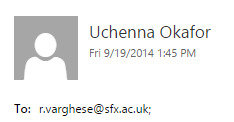 Uchenna Okafor
Fri 9/19/2014 1:45 PM
To: r.varghese@sfx.ac.uk;